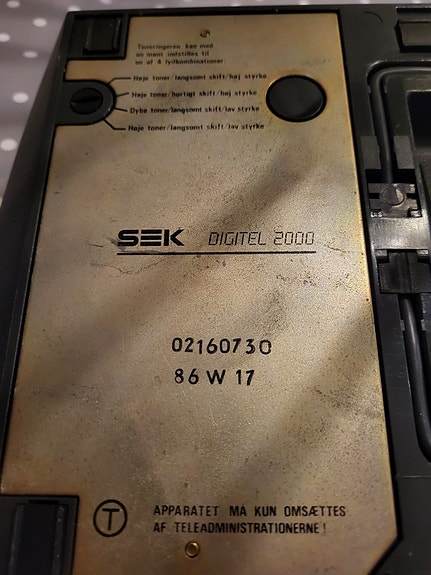 Toneringeren kan med
en mønt indstilles til
en af 4 lydkombinationer:
Høje toner/langsomt skift/høj styrke
Høje toner/hurtigt skift/høj styrke
Dybe toner/langsomt skift/lav styrke
Høje toner/langsomt skift/lav styrke
SEK DIGITEL 2000
02160730
86 W 17
T
APPARATET MÅ KUN OMSÆTTES
AF TELEADMINISTRATIONERNE!